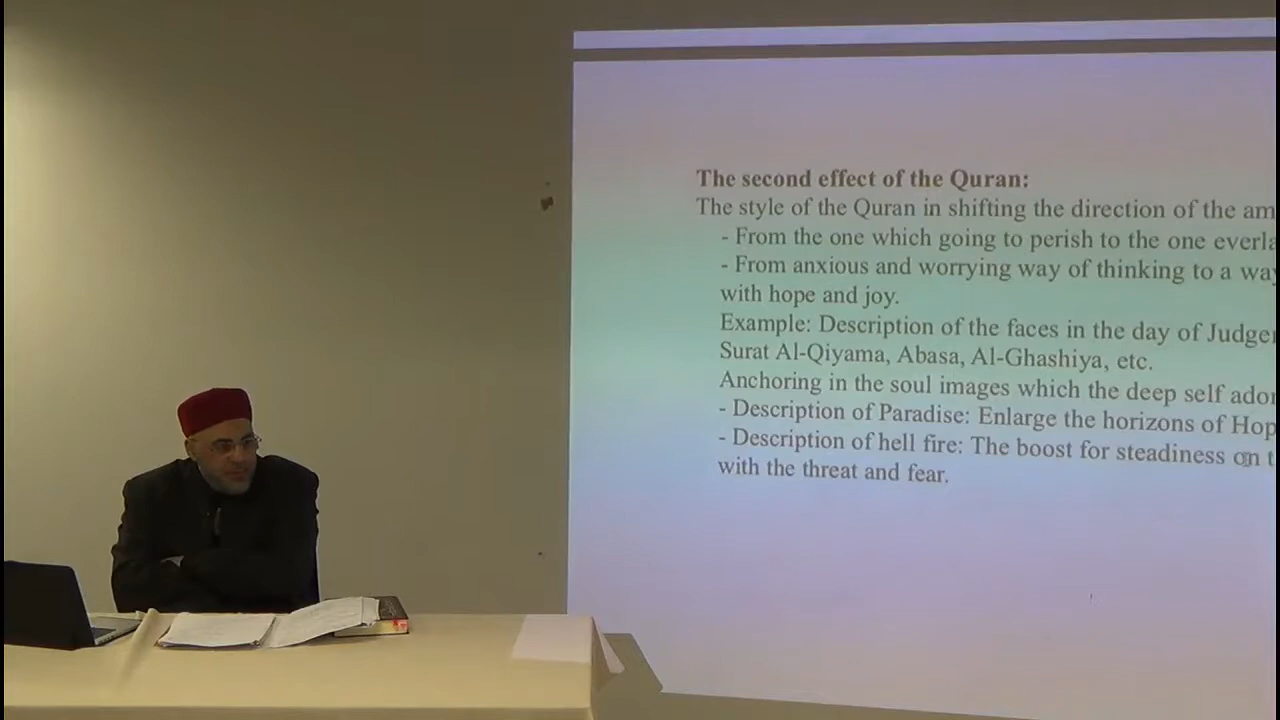 The second effect of the Quran:
The style of the Quran in shifting the direction of the am
- From the one which going to perish to the one everla
- From anxious and worrying way of thinking to a way
with hope and joy.
Example: Description of the faces in the day of Judge
Surat Al-Qiyama, Abasa, Al-Ghashiya, etc.
Anchoring in the soul images which the deep self ador
- Description of Paradise: Enlarge the horizons of Hop
- Description of hell fire: The boost for steadiness on t
with the threat and fear.